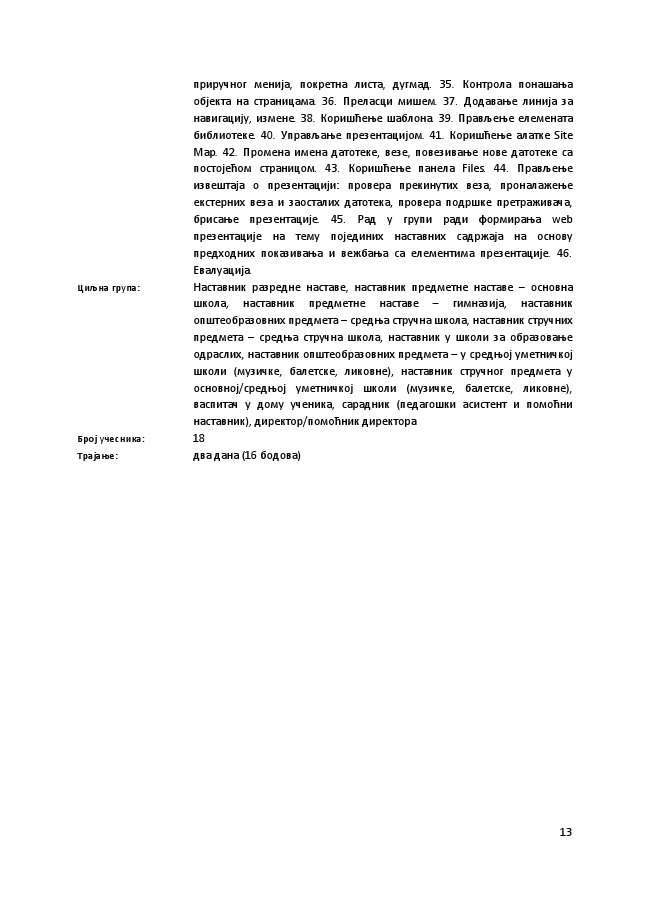 приручног менија, покретна листа, дугмад. 35. Контрола понашања
објекта на страницама. 36. Преласци мишем. 37. Додавање линија за
навигацију, измене. 38. Коришћење шаблона. 39. Прављење елемената
библиотеке. 40. Управљање презентацијом. 41. Коришћење алатке Site
Map. 42. Промена имена датотеке, везе, повезивање нове датотеке са
постојећом страницом. 43. Коришћење панела Files. 44. Прављење
извештаја о презентацији: провера прекинутих веза, проналажење
екстерних веза и заосталих датотека, провера подршке претраживача,
брисање презентације. 45. Рад у групи ради формирања web
презентације на тему појединих наставних садржаја на основу
предходних показивања и вежбања са елементима презентације. 46.
Евалуација.
Циљна група: Наставник разредне наставе, наставник предметне наставе – основна
школа, наставник предметне наставе – гимназија, наставник
општеобразовних предмета – средња стручна школа, наставник стручних
предмета – средња стручна школа, наставник у школи за образовање
одраслих, наставник општеобразовних предмета – у средњој уметничкој
школи (музичке, балетске, ликовне), наставник стручног предмета у
основној/средњој уметничкој школи (музичке, балетске, ликовне),
васпитач у дому ученика, сарадник (педагошки асистент и помоћни
наставник), директор/помоћник директора
Број учесника: 18
Трајање: два дана (16 бодова)
13